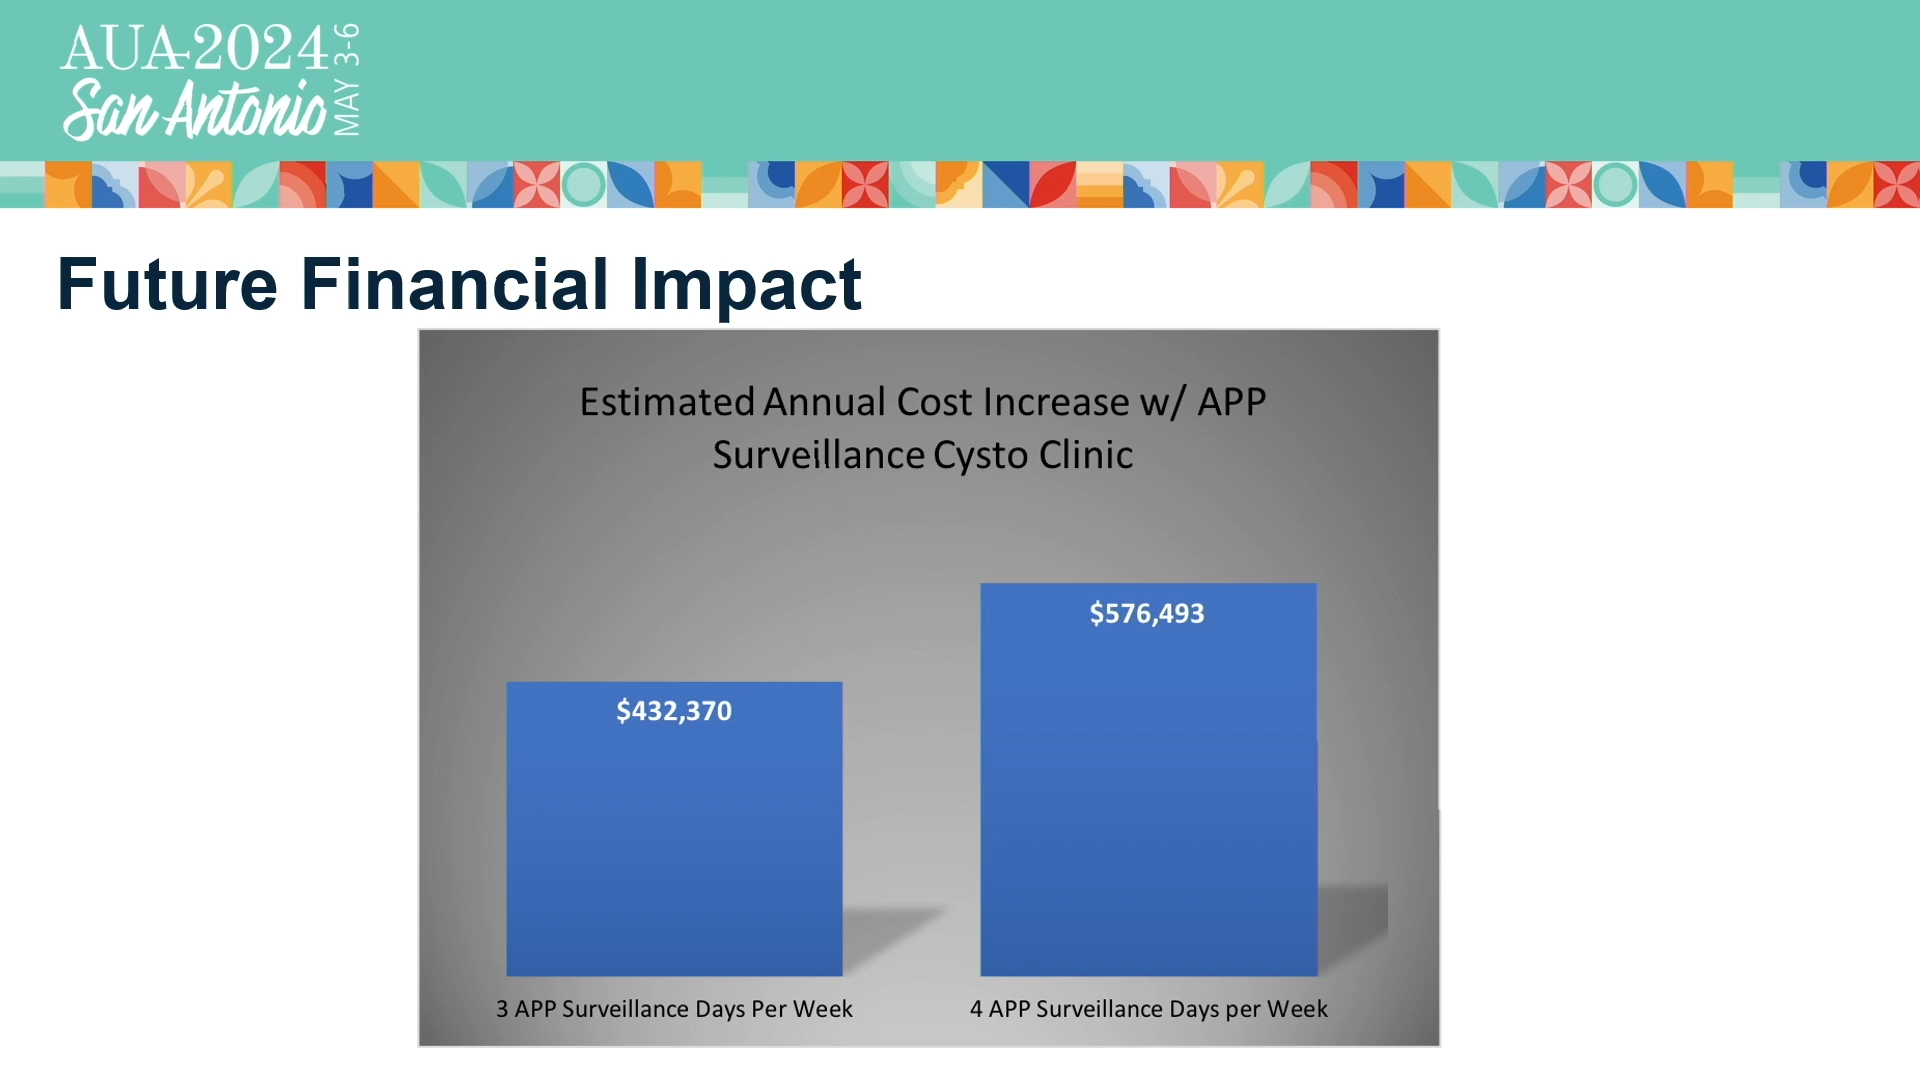 AUA2024
San Antonio
MAY 3-6
Future Financial Impact
Estimated Annual Cost Increase w/ APP
Surveillance Cysto Clinic
$432,370
$576,493
3 APP Surveillance Days Per Week
4 APP Surveillance Days per Week